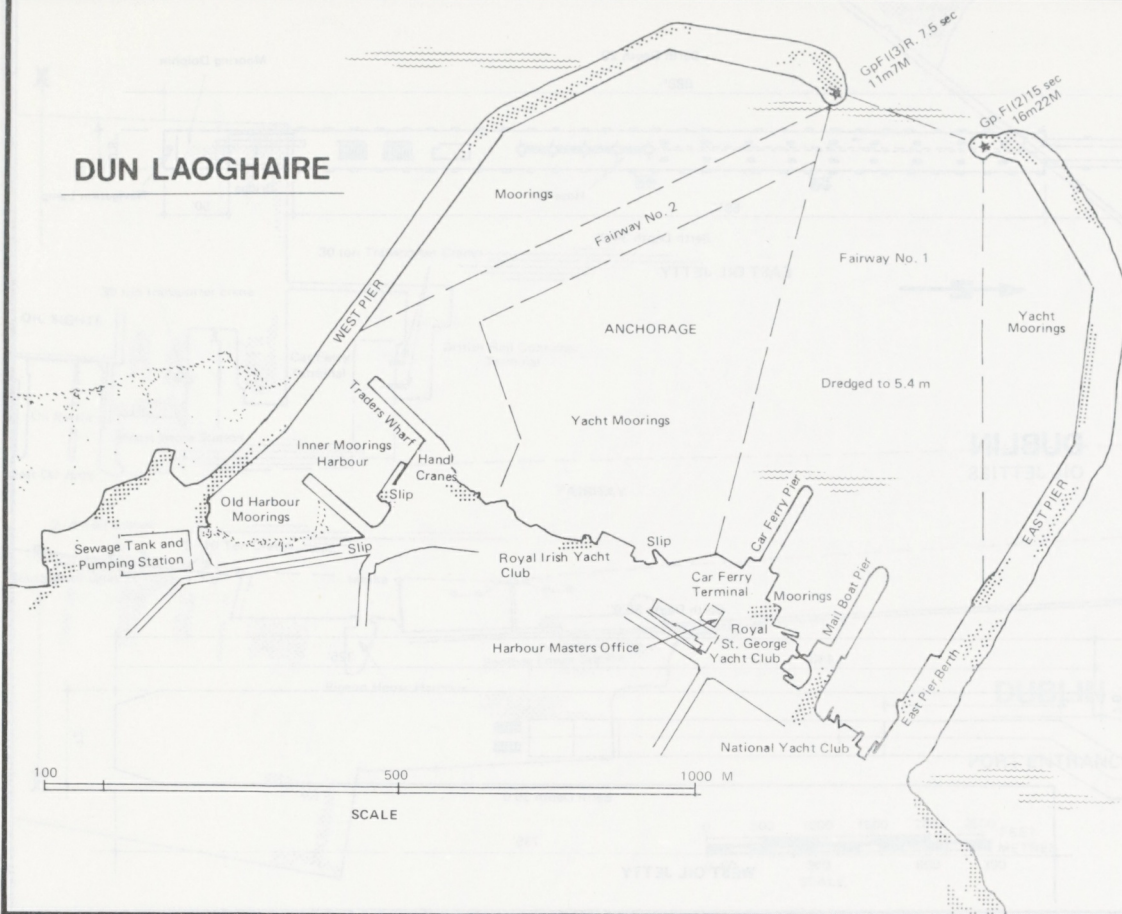 GpFl(3)R. 7.5 sec
11m7M
Gp.Fl(2)15 sec
16m22M
DUN LAOGHAIRE
Moorings
Fairway No. 2
Fairway No. 1
WEST PIER
ANCHORAGE
Yacht
Moorings
Dredged to 5.4 m
Traders Wharf
Yacht Moorings
Inner Moorings
Harbour
Hand
Cranes
Slip
Old Harbour
Moorings
EAST PIER
Car Ferry Pier
Sewage Tank and
Pumping Station
Slip
Royal Irish Yacht
Club
Slip
Car Ferry
Terminal
Moorings
Mail Boat Pier
Harbour Masters Office
Royal
St. George
Yacht Club
East Pier Berth
National Yacht Club
100 500 1000 M
SCALE